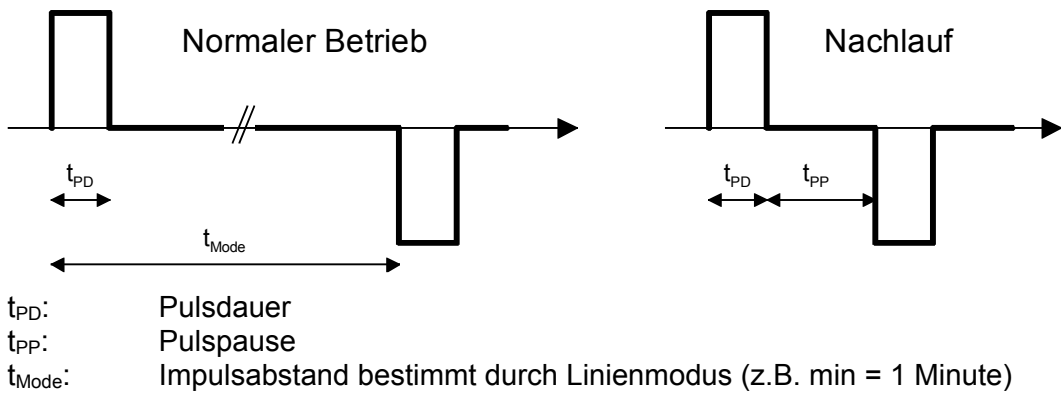 Normaler Betrieb
Nachlauf
tPD
tMode
tPD
tPP
tPD: Pulsdauer
tPP: Pulspause
tMode: Impulsabstand bestimmt durch Linienmodus (z.B. min = 1 Minute)